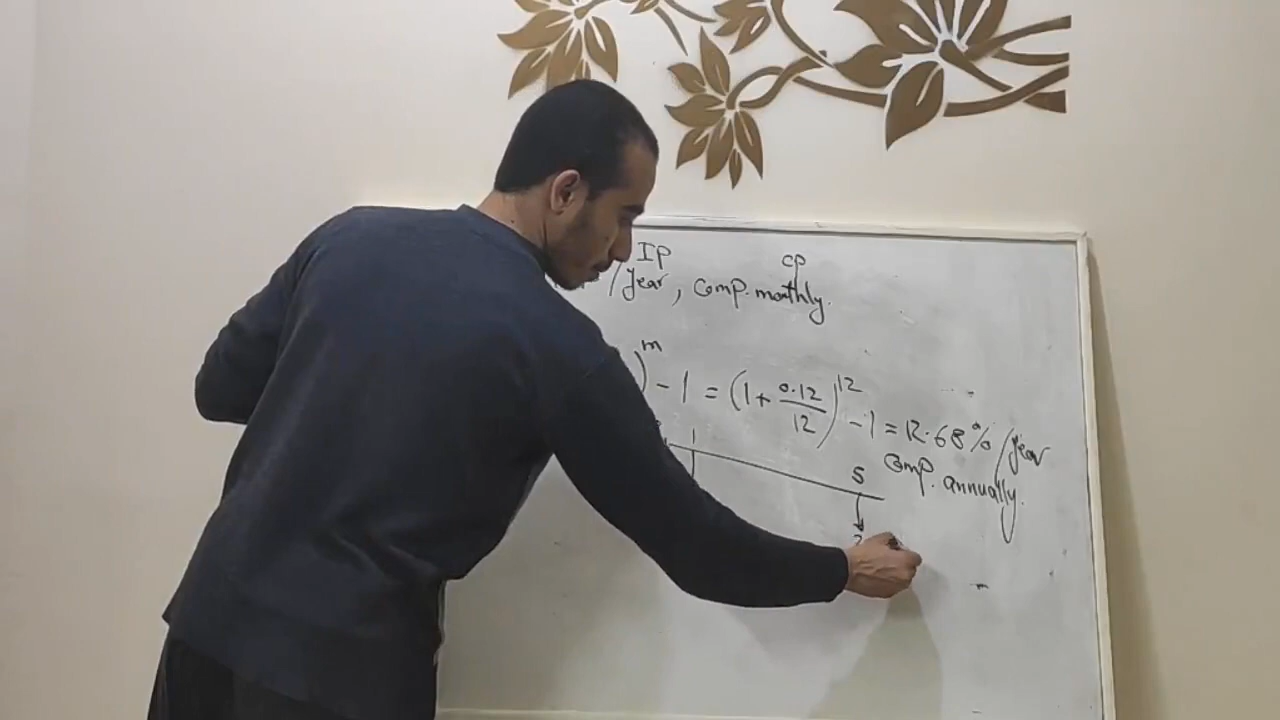 IP CP
/year, comp. monthly.
)^m - 1 = (1 + 0.12/12)^12 - 1 = 12.68%/year
comp. annually.
1 5